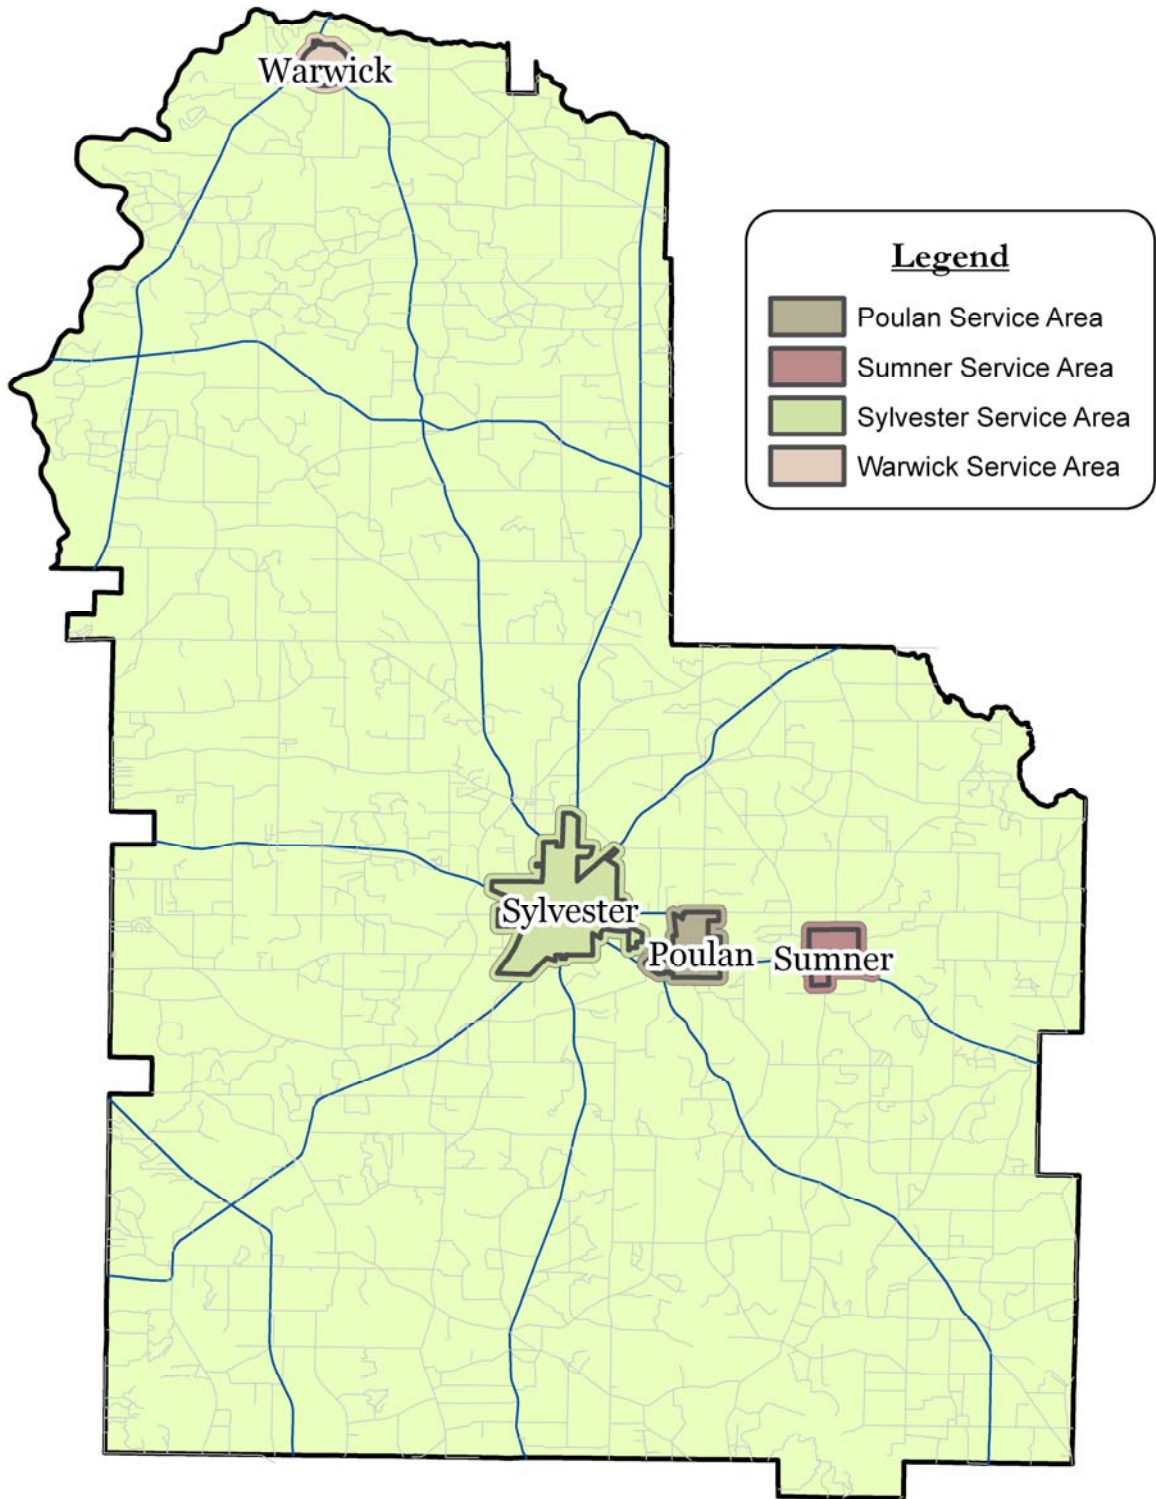 Warwick
Legend
Poulan Service Area
Sumner Service Area
Sylvester Service Area
Warwick Service Area
Sylvester
Poulan
Sumner